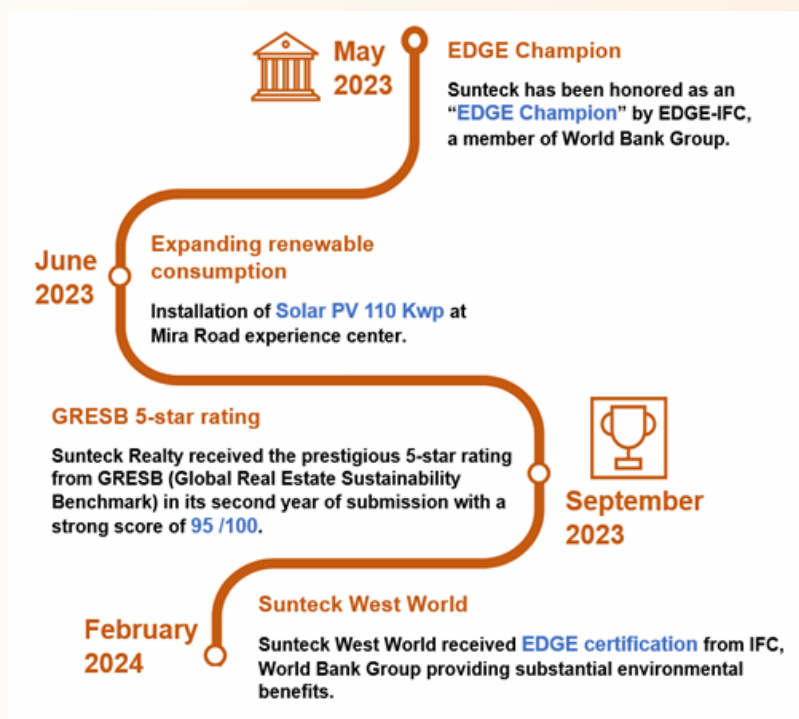 May
2023
EDGE Champion
Sunteck has been honored as an
“EDGE Champion” by EDGE-IFC,
a member of World Bank Group.
June
2023
Expanding renewable
consumption
Installation of Solar PV 110 Kwp at
Mira Road experience center.
GRESB 5-star rating
Sunteck Realty received the prestigious 5-star rating
from GRESB (Global Real Estate Sustainability
Benchmark) in its second year of submission with a
strong score of 95 /100.
September
2023
February
2024
Sunteck West World
Sunteck West World received EDGE certification from IFC,
World Bank Group providing substantial environmental
benefits.